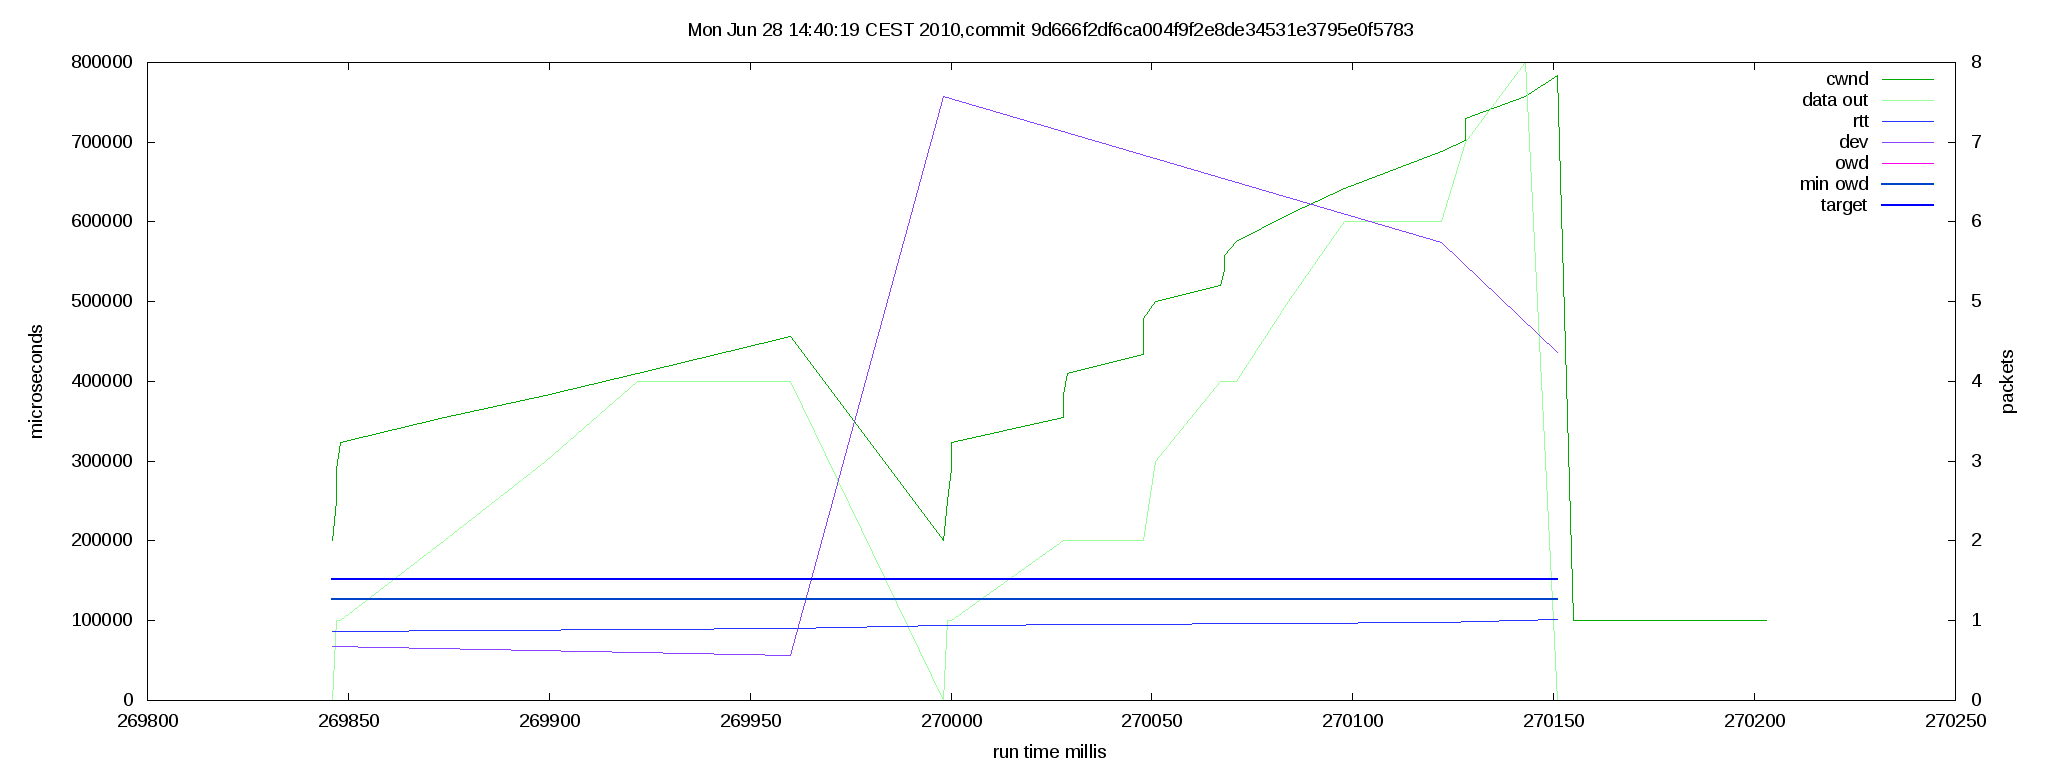 Mon Jun 28 14:40:19 CEST 2010,commit 9d666f2df6ca004f9f2e8de34531e3795e0f5783
800000
700000
600000
500000
400000
300000
200000
100000
0
microseconds
8
7
6
5
4
3
2
1
0
packets
cwnd
data out
rtt
dev
owd
min owd
target
269800 269850 269900 269950 270000 270050 270100 270150 270200 270250
run time millis